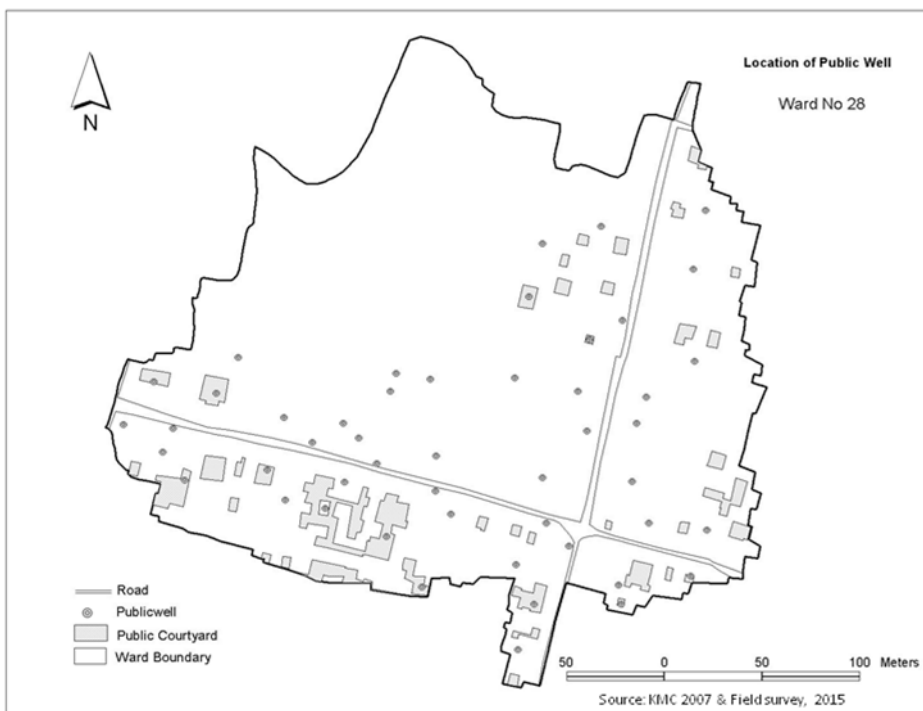 Location of Public Well
Ward No 28
N
Road
Publicwell
Public Courtyard
Ward Boundary
50 0 50 100 Meters
Source: KMC 2007 & Field survey, 2015